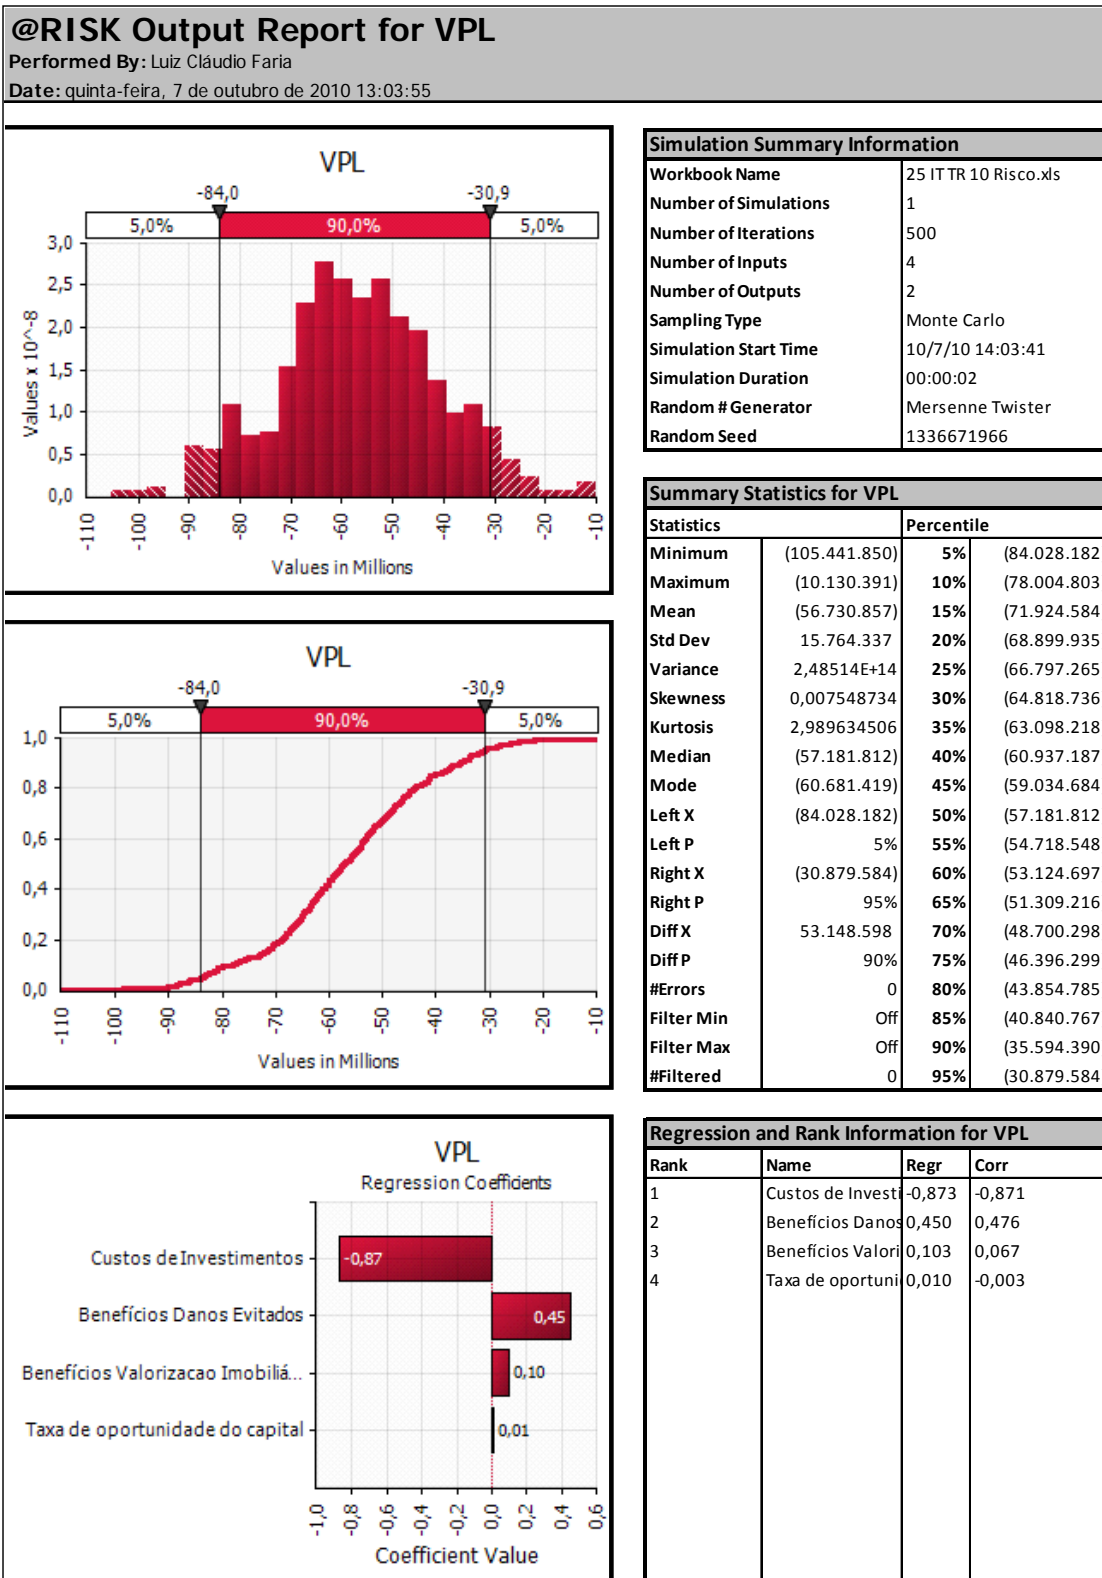 @RISK Output Report for VPL
Performed By: Luiz Cláudio Faria
Date: quinta-feira, 7 de outubro de 2010 13:03:55
VPL
-84,0 -30,9
5,0% 90,0% 5,0%
3,0
2,5
2,0
1,5
1,0
0,5
0,0
Values x 10^-8
-110 -100 -90 -80 -70 -60 -50 -40 -30 -20 -10
Values in Millions
VPL
-84,0 -30,9
5,0% 90,0% 5,0%
1,0
0,8
0,6
0,4
0,2
0,0
-110 -100 -90 -80 -70 -60 -50 -40 -30 -20 -10
Values in Millions
VPL
Regression Coefficients
Custos de Investimentos -0,87
Benefícios Danos Evitados 0,45
Benefícios Valorizacao Imobiliá... 0,10
Taxa de oportunidade do capital 0,01
-1,0 -0,8 -0,6 -0,4 -0,2 0,0 0,2 0,4 0,6
Coefficient Value
Simulation Summary Information
Workbook Name 25 IT TR 10 Risco.xls
Number of Simulations 1
Number of Iterations 500
Number of Inputs 4
Number of Outputs 2
Sampling Type Monte Carlo
Simulation Start Time 10/7/10 14:03:41
Simulation Duration 00:00:02
Random # Generator Mersenne Twister
Random Seed 1336671966
Summary Statistics for VPL
Statistics Percentile
Minimum (105.441.850) 5% (84.028.182
Maximum (10.130.391) 10% (78.004.803
Mean (56.730.857) 15% (71.924.584
Std Dev 15.764.337 20% (68.899.935
Variance 2,48514E+14 25% (66.797.265
Skewness 0,007548734 30% (64.818.736
Kurtosis 2,989634506 35% (63.098.218
Median (57.181.812) 40% (60.937.187
Mode (60.681.419) 45% (59.034.684
Left X (84.028.182) 50% (57.181.812
Left P 5% 55% (54.718.548
Right X (30.879.584) 60% (53.124.697
Right P 95% 65% (51.309.216
Diff X 53.148.598 70% (48.700.298
Diff P 90% 75% (46.396.299
#Errors 0 80% (43.854.785
Filter Min Off 85% (40.840.767
Filter Max Off 90% (35.594.390
#Filtered 0 95% (30.879.584
Regression and Rank Information for VPL
Rank Name Regr Corr
1 Custos de Investi -0,873 -0,871
2 Benefícios Danos 0,450 0,476
3 Benefícios Valori 0,103 0,067
4 Taxa de oportuni 0,010 -0,003